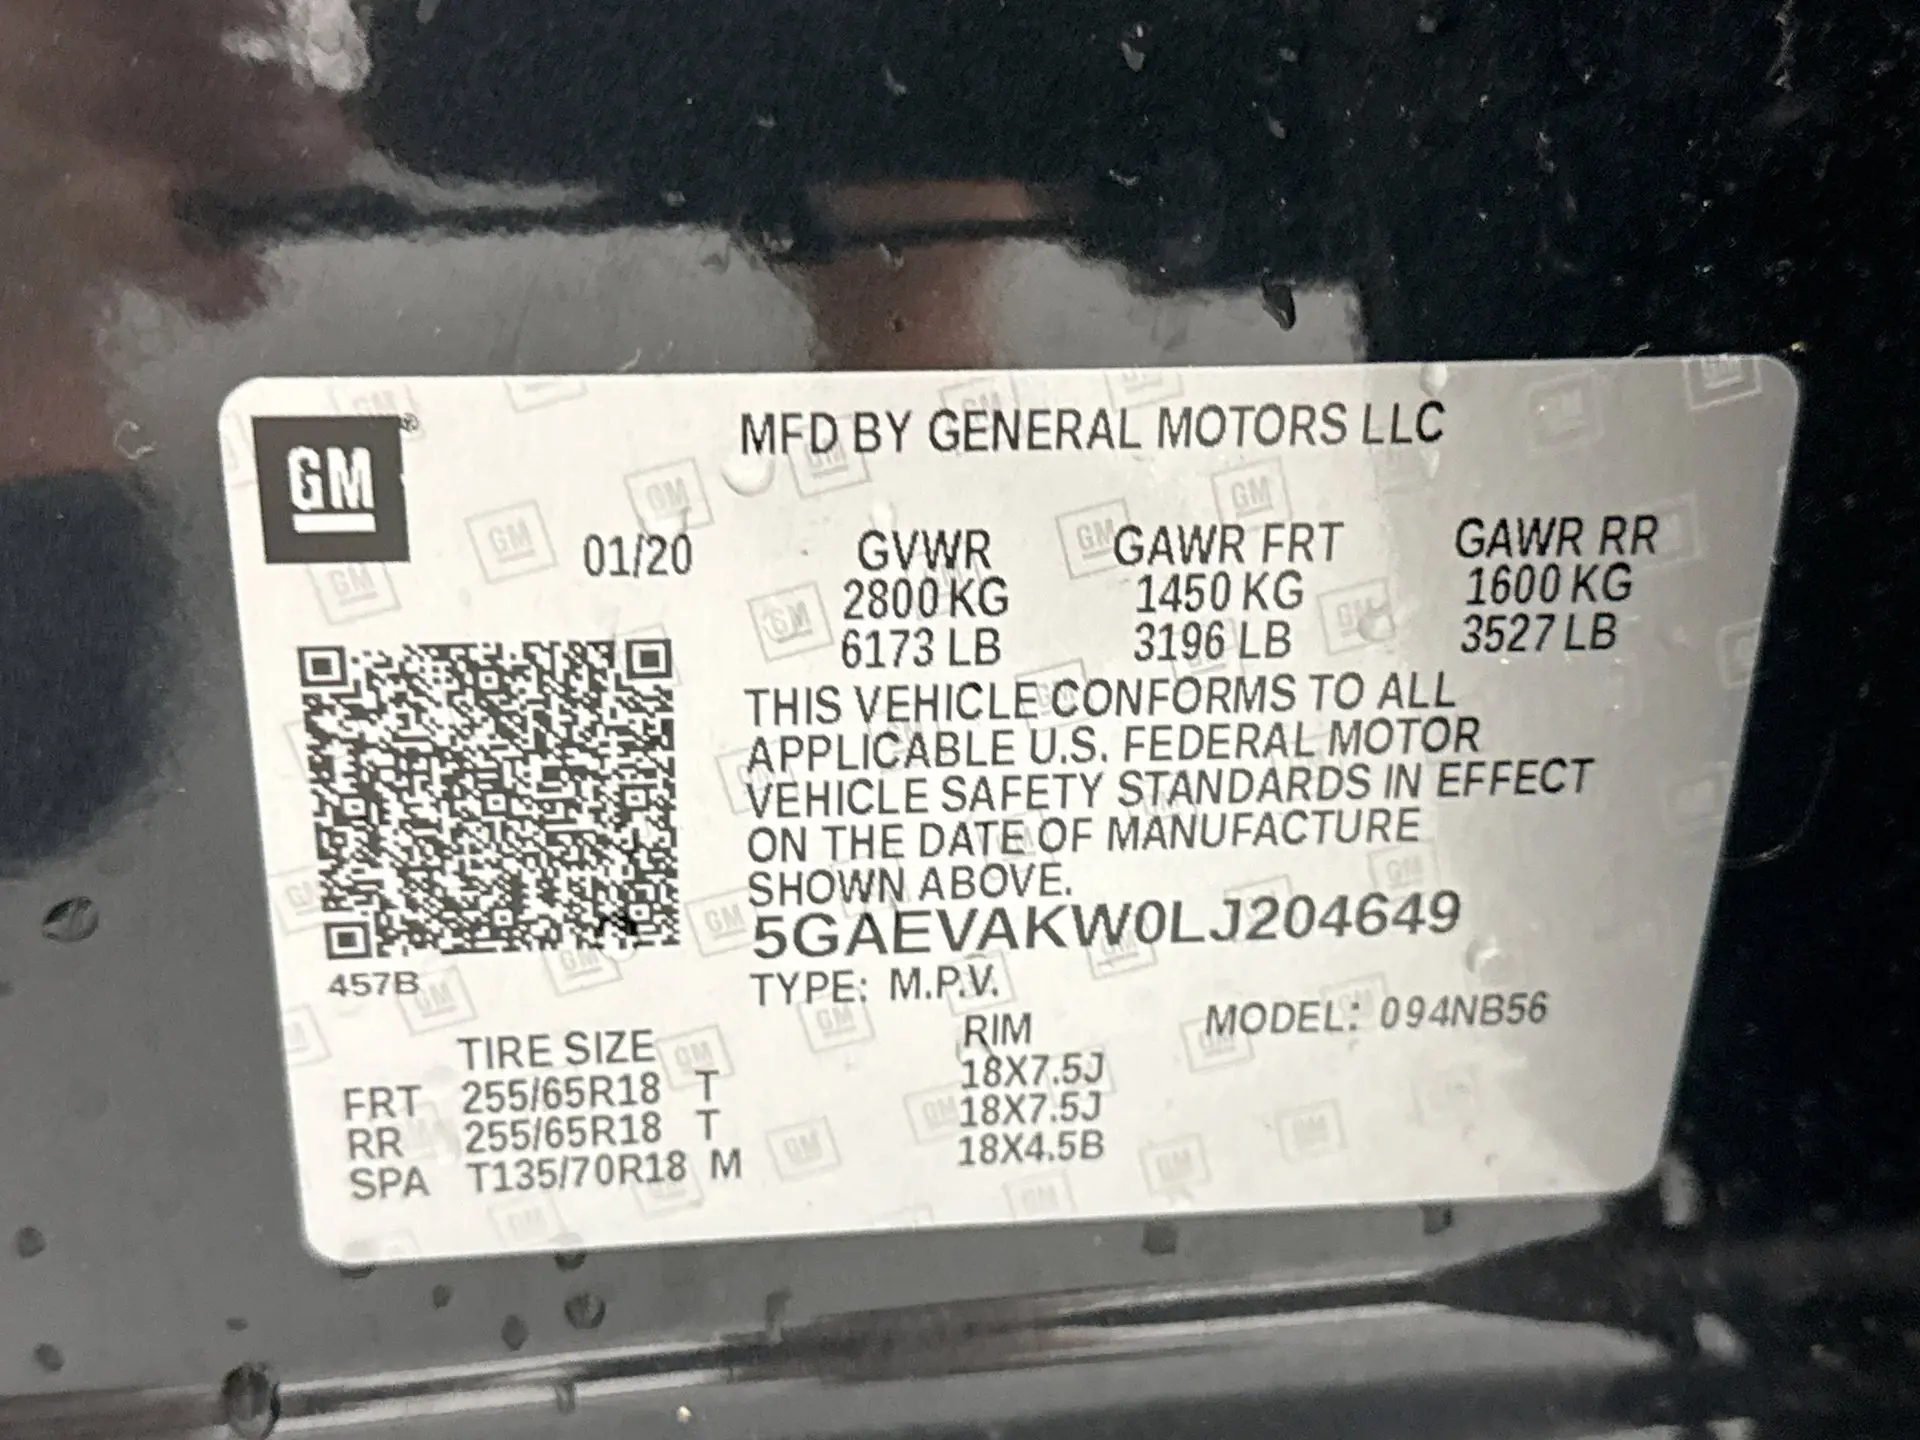 GM®
MFD BY GENERAL MOTORS LLC
01/20
GVWR GAWR FRT GAWR RR
2800 KG 1450 KG 1600 KG
6173 LB 3196 LB 3527 LB
THIS VEHICLE CONFORMS TO ALL
APPLICABLE U.S. FEDERAL MOTOR
VEHICLE SAFETY STANDARDS IN EFFECT
ON THE DATE OF MANUFACTURE
SHOWN ABOVE.
5GAEVAKW0LJ204649
457B
TYPE: M.P.V.
MODEL: 094NB56
TIRE SIZE RIM
FRT 255/65R18 T 18X7.5J
RR 255/65R18 T 18X7.5J
SPA T135/70R18 M 18X4.5B